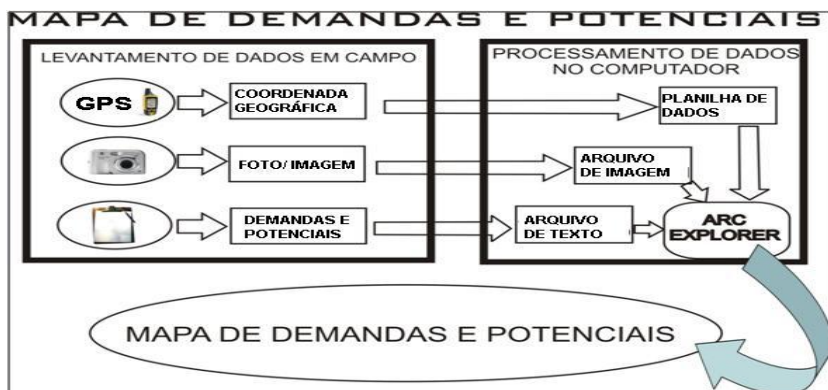 MAPA DE DEMANDAS E POTENCIAIS
LEVANTAMENTO DE DADOS EM CAMPO
GPS
COORDENADA
GEOGRÁFICA
FOTO/ IMAGEM
DEMANDAS E
POTENCIAIS
PROCESSAMENTO DE DADOS
NO COMPUTADOR
PLANILHA DE
DADOS
ARQUIVO
DE IMAGEM
ARQUIVO
DE TEXTO
ARC
EXPLORER
MAPA DE DEMANDAS E POTENCIAIS